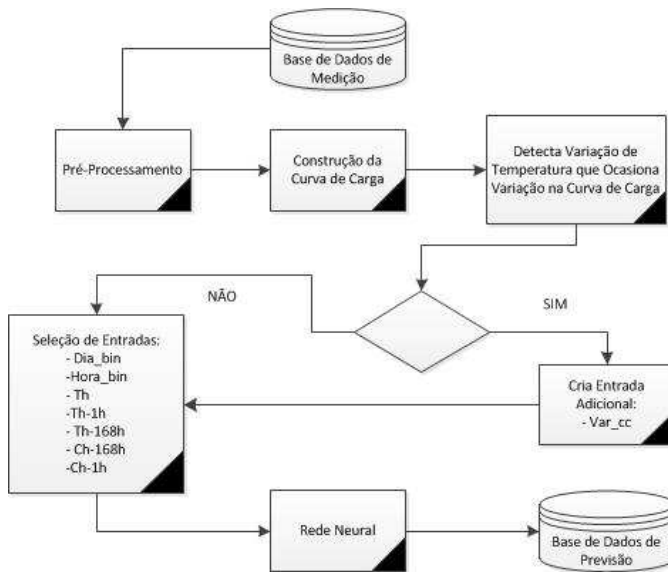 Base de Dados de
Medição
Pré-Processamento
Construção da
Curva de Carga
Detecta Variação de
Temperatura que Ocasiona
Variação na Curva de Carga
NÃO
SIM
Seleção de Entradas:
- Dia_bin
-Hora_bin
- Th
-Th-1h
- Th-168h
- Ch-168h
-Ch-1h
Cria Entrada
Adicional:
- Var_cc
Rede Neural
Base de Dados de
Previsão